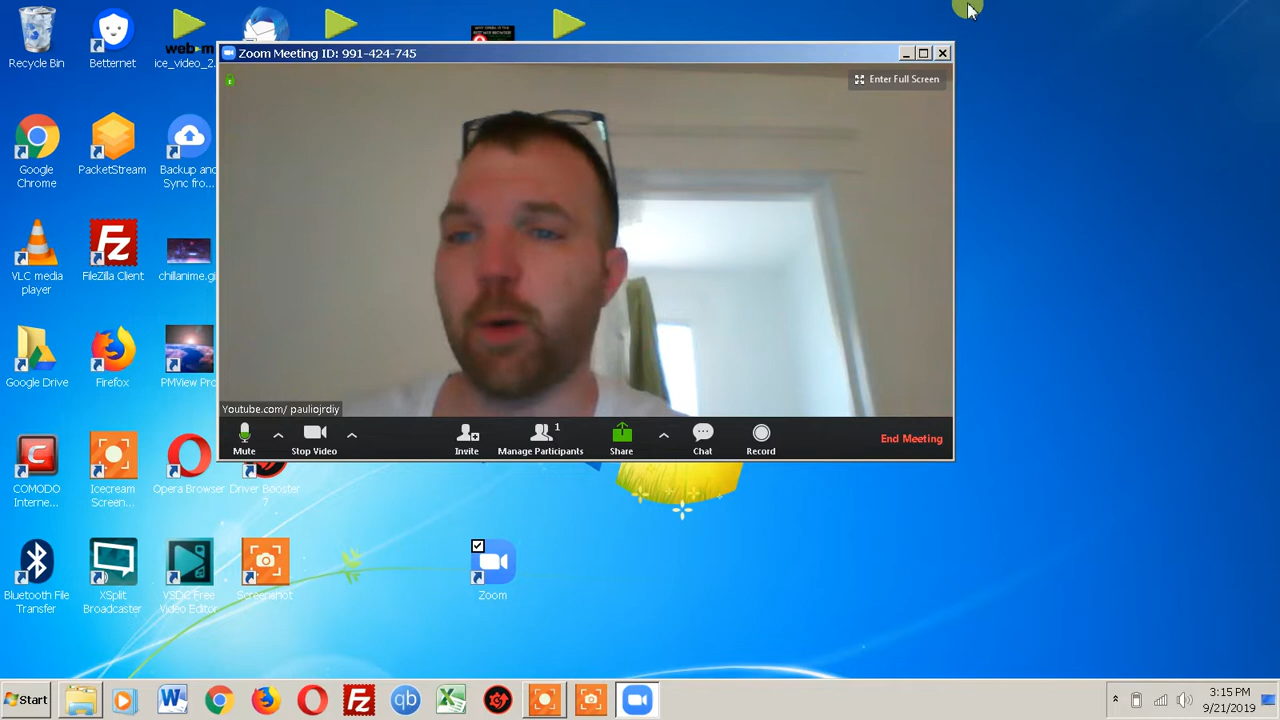 Recycle Bin
Betternet
web-m
ice_video_2...
Zoom Meeting ID: 991-424-745
Enter Full Screen
Google
Chrome
PacketStream
Backup and
Sync fro...
VLC media
player
FileZilla Client
chillanime.gi
Google Drive
Firefox
PMView Pro
Youtube.com/ pauliojrdiy
Mute
Stop Video
Invite
1
Manage Participants
Share
Chat
Record
End Meeting
COMODO
Interne...
Icecream
Screen...
Opera Browser
Driver Booster
7
Bluetooth File
Transfer
XSplit
Broadcaster
VSDC Free
Video Editor
Screenshot
Zoom
Start
3:15 PM
9/21/2019